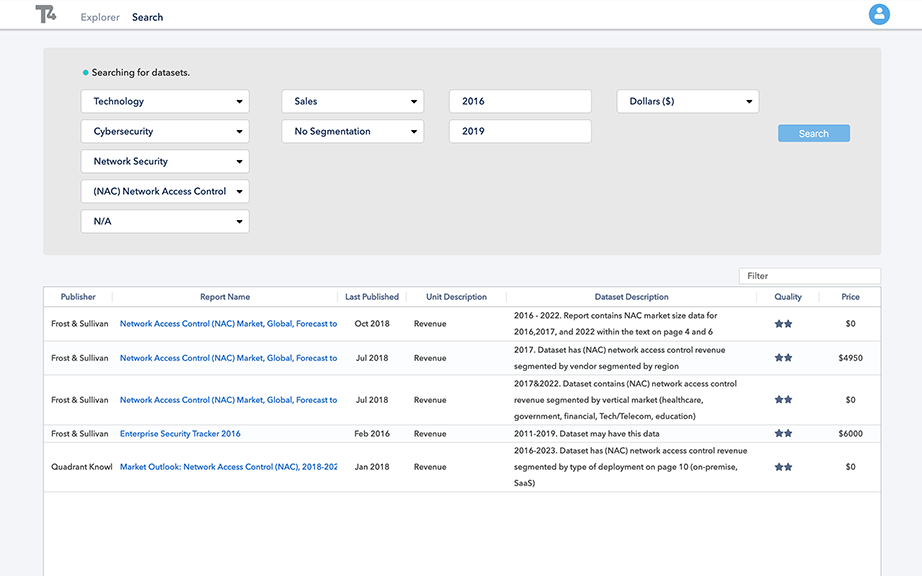 T4 Explorer Search
Searching for datasets.
Technology Sales 2016 Dollars ($)
Cybersecurity No Segmentation 2019 Search
Network Security
(NAC) Network Access Control
N/A
Filter
Publisher Report Name Last Published Unit Description Dataset Description Quality Price
Frost & Sullivan Network Access Control (NAC) Market, Global, Forecast to Oct 2018 Revenue 2016 - 2022. Report contains NAC market size data for $0
2016,2017, and 2022 within the text on page 4 and 6
Frost & Sullivan Network Access Control (NAC) Market, Global, Forecast to Jul 2018 Revenue 2017. Dataset has (NAC) network access control revenue $4950
segmented by vendor segmented by region
2017&2022. Dataset contains (NAC) network access control
Frost & Sullivan Network Access Control (NAC) Market, Global, Forecast to Jul 2018 Revenue revenue segmented by vertical market (healthcare, $0
government, financial, Tech/Telecom, education)
Frost & Sullivan Enterprise Security Tracker 2016 Feb 2016 Revenue 2011-2019. Dataset may have this data $6000
2016-2023. Dataset has (NAC) network access control revenue
Quadrant Knowl Market Outlook: Network Access Control (NAC), 2018-202 Jan 2018 Revenue segmented by type of deployment on page 10 (on-premise, $0
SaaS)